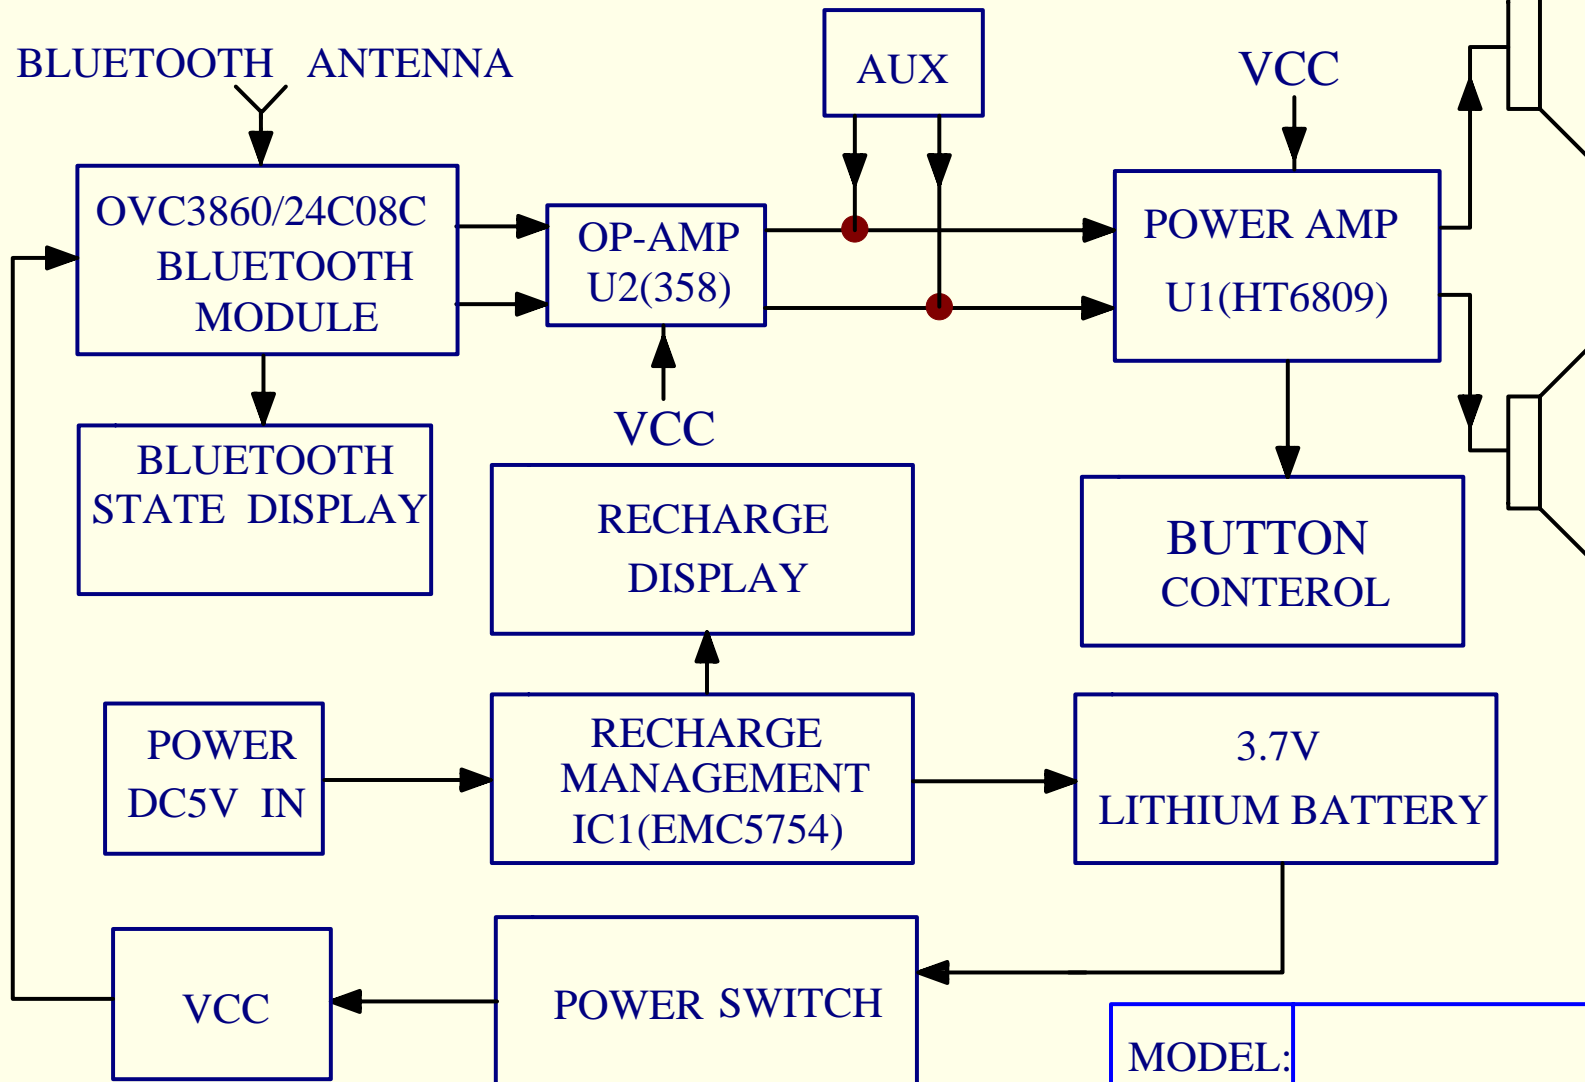 BLUETOOTH ANTENNA
AUX
VCC
OVC3860/24C08C
BLUETOOTH
MODULE
OP-AMP
U2(358)
POWER AMP
U1(HT6809)
VCC
BLUETOOTH
STATE DISPLAY
RECHARGE
DISPLAY
BUTTON
CONTEROL
POWER
DC5V IN
RECHARGE
MANAGEMENT
IC1(EMC5754)
3.7V
LITHIUM BATTERY
VCC
POWER SWITCH
MODEL: